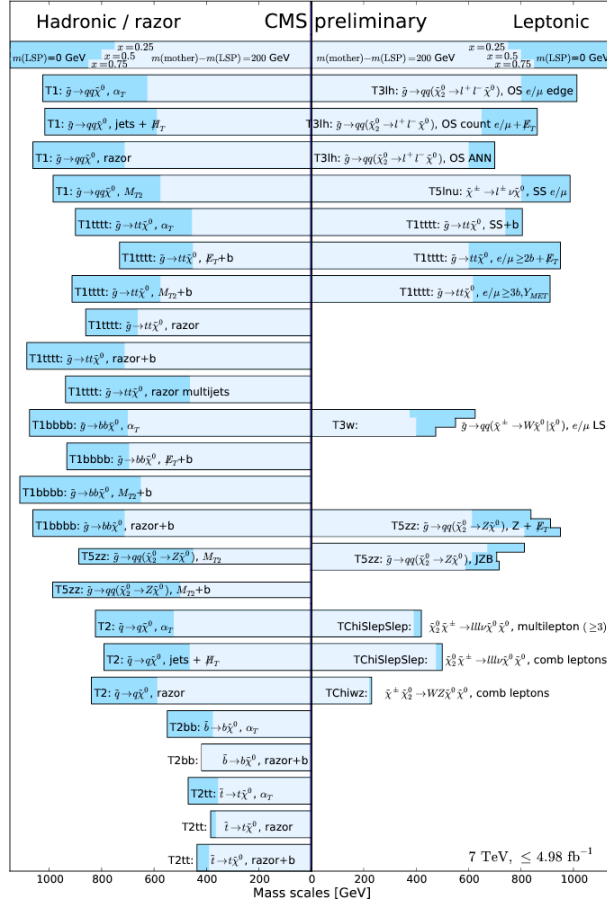 Hadronic / razor CMS preliminary Leptonic
m(LSP)=0 GeV x=0.25 x=0.5 x=0.75 m(mother)−m(LSP)=200 GeV
m(mother)−m(LSP)=200 GeV x=0.25 x=0.5 x=0.75 m(LSP)=0 GeV
T1: g̃→qqχ̃⁰, α_T
T3lh: g̃→qq(χ̃₂⁰→l⁺l⁻χ̃⁰), OS e/μ edge
T1: g̃→qqχ̃⁰, jets + H̸_T
T3lh: g̃→qq(χ̃₂⁰→l⁺l⁻χ̃⁰), OS count e/μ+E̸_T
T1: g̃→qqχ̃⁰, razor
T3lh: g̃→qq(χ̃₂⁰→l⁺l⁻χ̃⁰), OS ANN
T1: g̃→qqχ̃⁰, M_T2
T5lnu: χ̃^±→l^±νχ̃⁰, SS e/μ
T1tttt: g̃→ttχ̃⁰, α_T
T1tttt: g̃→ttχ̃⁰, SS+b
T1tttt: g̃→ttχ̃⁰, E̸_T+b
T1tttt: g̃→ttχ̃⁰, e/μ≥2b+E̸_T
T1tttt: g̃→ttχ̃⁰, M_T2+b
T1tttt: g̃→ttχ̃⁰, e/μ≥3b,Y_MET
T1tttt: g̃→ttχ̃⁰, razor
T1tttt: g̃→ttχ̃⁰, razor+b
T1tttt: g̃→ttχ̃⁰, razor multijets
T1bbbb: g̃→bbχ̃⁰, α_T
T3w: g̃→qq(χ̃^±→Wχ̃⁰|χ̃⁰), e/μ LS
T1bbbb: g̃→bbχ̃⁰, E̸_T+b
T1bbbb: g̃→bbχ̃⁰, M_T2+b
T1bbbb: g̃→bbχ̃⁰, razor+b
T5zz: g̃→qq(χ̃₂⁰→Zχ̃⁰), Z + E̸_T
T5zz: g̃→qq(χ̃₂⁰→Zχ̃⁰), M_T2
T5zz: g̃→qq(χ̃₂⁰→Zχ̃⁰), JZB
T5zz: g̃→qq(χ̃₂⁰→Zχ̃⁰), M_T2+b
T2: q̃→qχ̃⁰, α_T
TChiSlepSlep: χ̃₂⁰χ̃^±→lllνχ̃⁰χ̃⁰, multilepton (≥3)
T2: q̃→qχ̃⁰, jets + H̸_T
TChiSlepSlep: χ̃₂⁰χ̃^±→lllνχ̃⁰χ̃⁰, comb leptons
T2: q̃→qχ̃⁰, razor
TChiwz: χ̃^±χ̃₂⁰→WZχ̃⁰χ̃⁰, comb leptons
T2bb: b̃→bχ̃⁰, α_T
T2bb: b̃→bχ̃⁰, razor+b
T2tt: t̃→tχ̃⁰, α_T
T2tt: t̃→tχ̃⁰, razor
T2tt: t̃→tχ̃⁰, razor+b
7 TeV, ≤ 4.98 fb⁻¹
1000 800 600 400 200 0 200 400 600 800 1000
Mass scales [GeV]